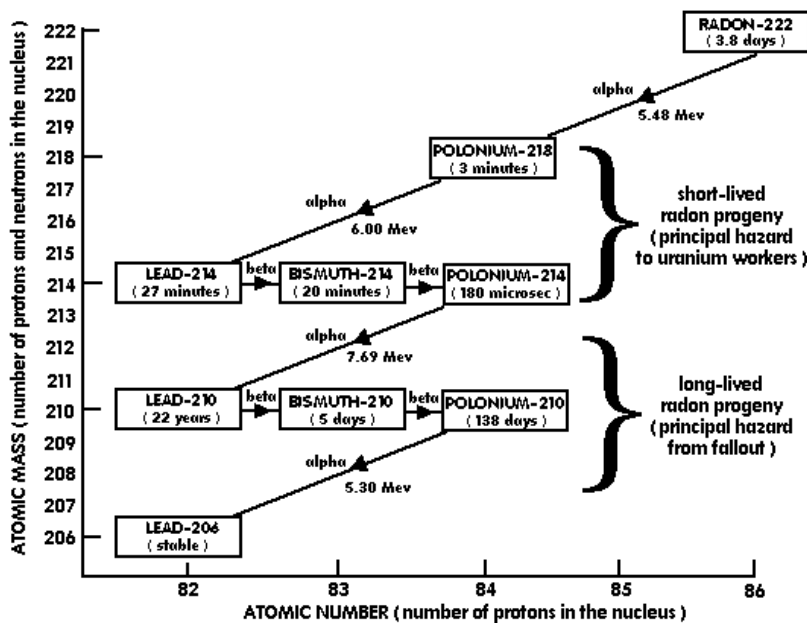 ATOMIC MASS ( number of protons and neutrons in the nucleus )
222
221
220
219
218
217
216
215
214
213
212
211
210
209
208
207
206
RADON-222
( 3.8 days )
alpha
5.48 Mev
POLONIUM-218
( 3 minutes )
alpha
6.00 Mev
short-lived
radon progeny
( principal hazard
to uranium workers )
LEAD-214
( 27 minutes )
beta
BISMUTH-214
( 20 minutes )
beta
POLONIUM-214
( 180 microsec )
alpha
7.69 Mev
LEAD-210
( 22 years )
beta
BISMUTH-210
( 5 days )
beta
POLONIUM-210
( 138 days )
long-lived
radon progeny
( principal hazard
from fallout )
alpha
5.30 Mev
LEAD-206
( stable )
82
83
84
85
86
ATOMIC NUMBER ( number of protons in the nucleus )